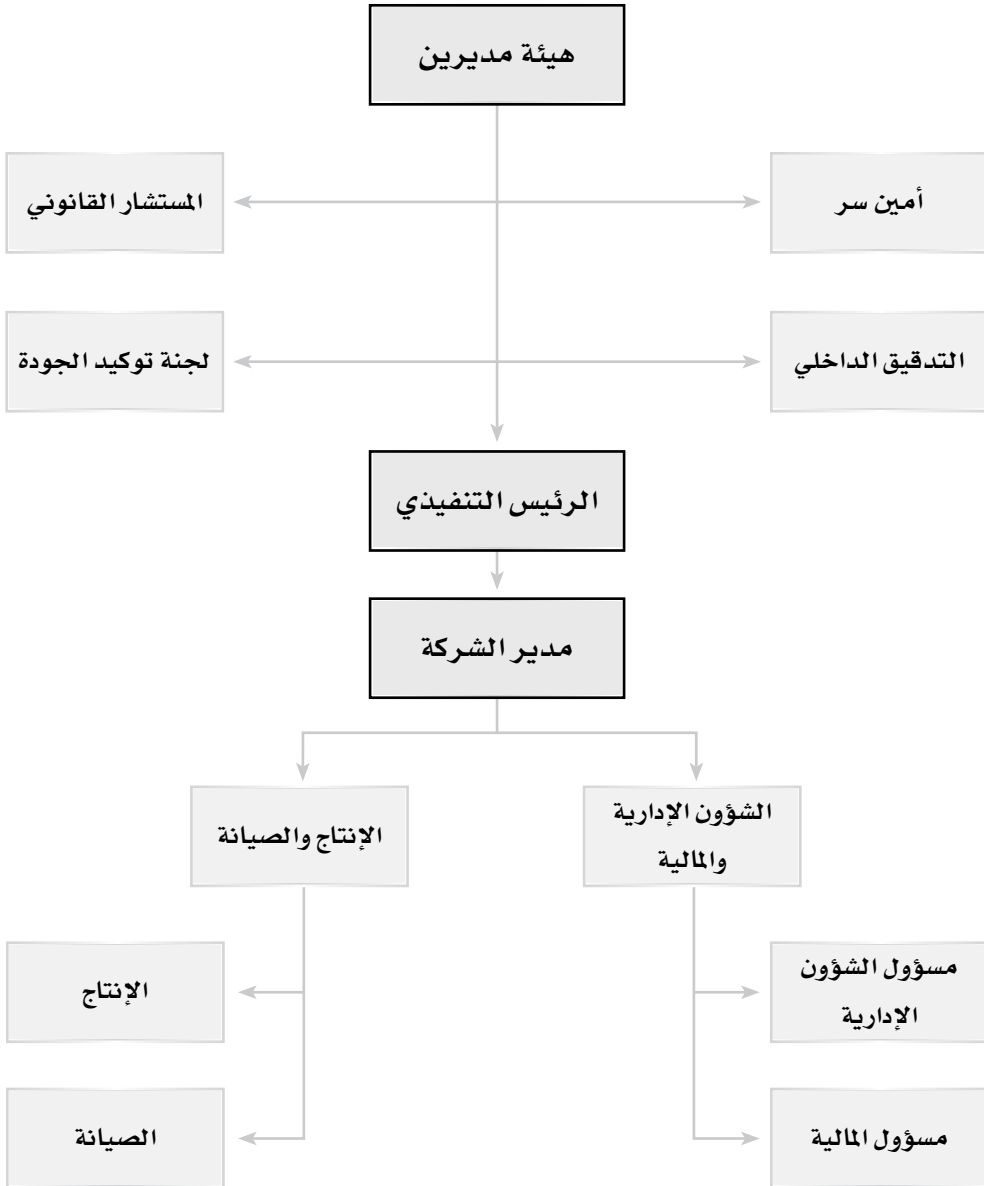 هيئة مديرين
أمين سر
المستشار القانوني
التدقيق الداخلي
لجنة توكيد الجودة
الرئيس التنفيذي
مدير الشركة
الشؤون الإدارية
والمالية
الإنتاج والصيانة
مسؤول الشؤون
الإدارية
الإنتاج
مسؤول المالية
الصيانة